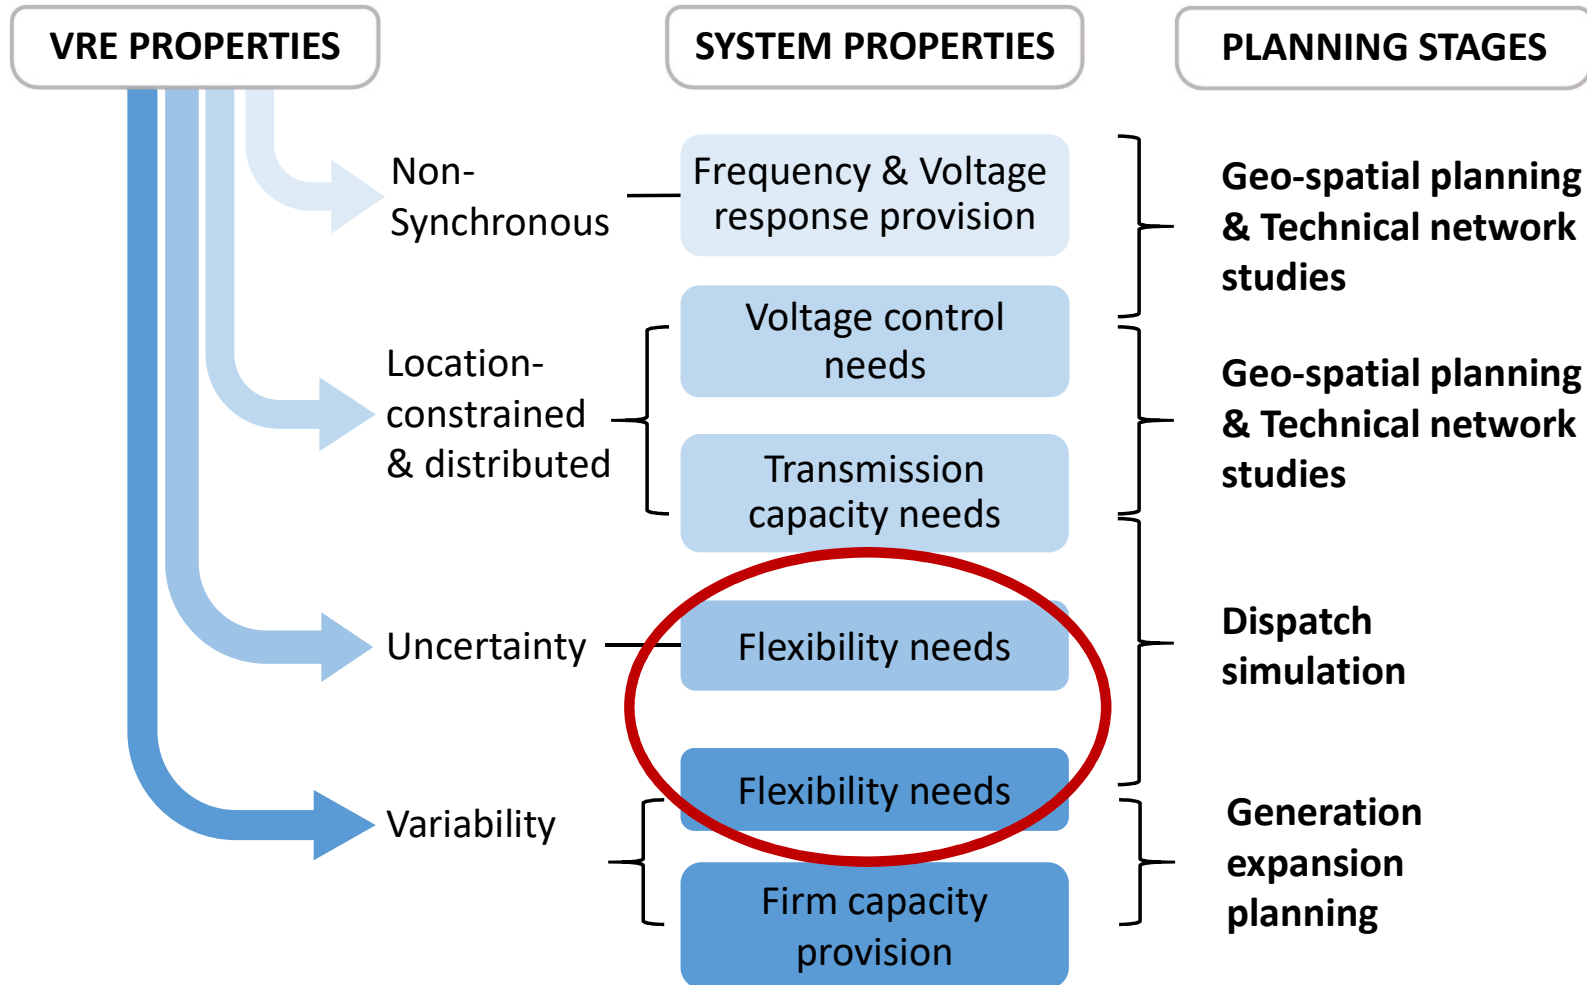 VRE PROPERTIES
SYSTEM PROPERTIES
PLANNING STAGES
Non-
Synchronous
Frequency & Voltage
response provision
Geo-spatial planning
& Technical network
studies
Location-
constrained
& distributed
Voltage control
needs
Transmission
capacity needs
Geo-spatial planning
& Technical network
studies
Uncertainty
Flexibility needs
Dispatch
simulation
Variability
Flexibility needs
Firm capacity
provision
Generation
expansion
planning